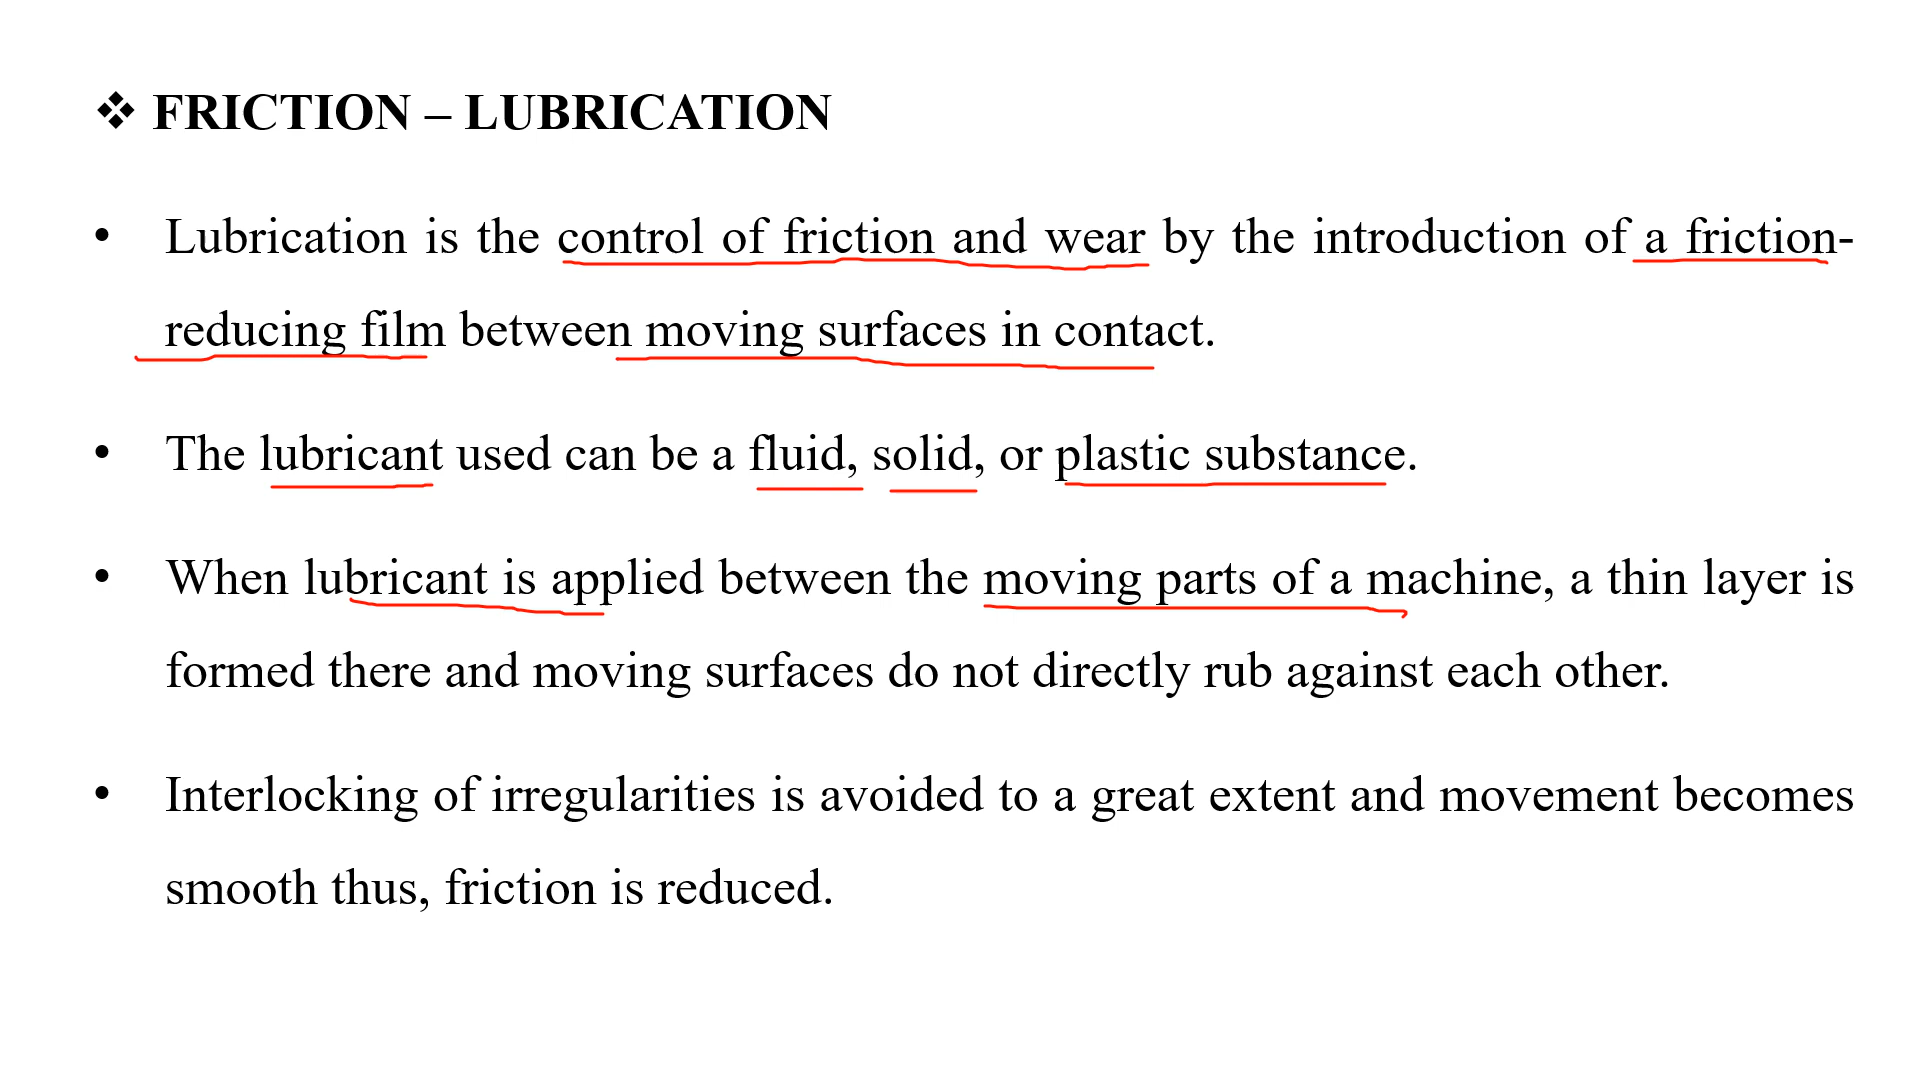 ❖ FRICTION – LUBRICATION
• Lubrication is the control of friction and wear by the introduction of a friction-
reducing film between moving surfaces in contact.
• The lubricant used can be a fluid, solid, or plastic substance.
• When lubricant is applied between the moving parts of a machine, a thin layer is
formed there and moving surfaces do not directly rub against each other.
• Interlocking of irregularities is avoided to a great extent and movement becomes
smooth thus, friction is reduced.